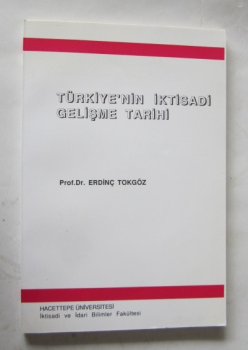 TÜRKİYE'NİN İKTİSADİ
GELİŞME TARİHİ
Prof.Dr. ERDİNÇ TOKGÖZ
HACETTEPE ÜNİVERSİTESİ
İktisadi ve İdari Bilimler Fakültesi